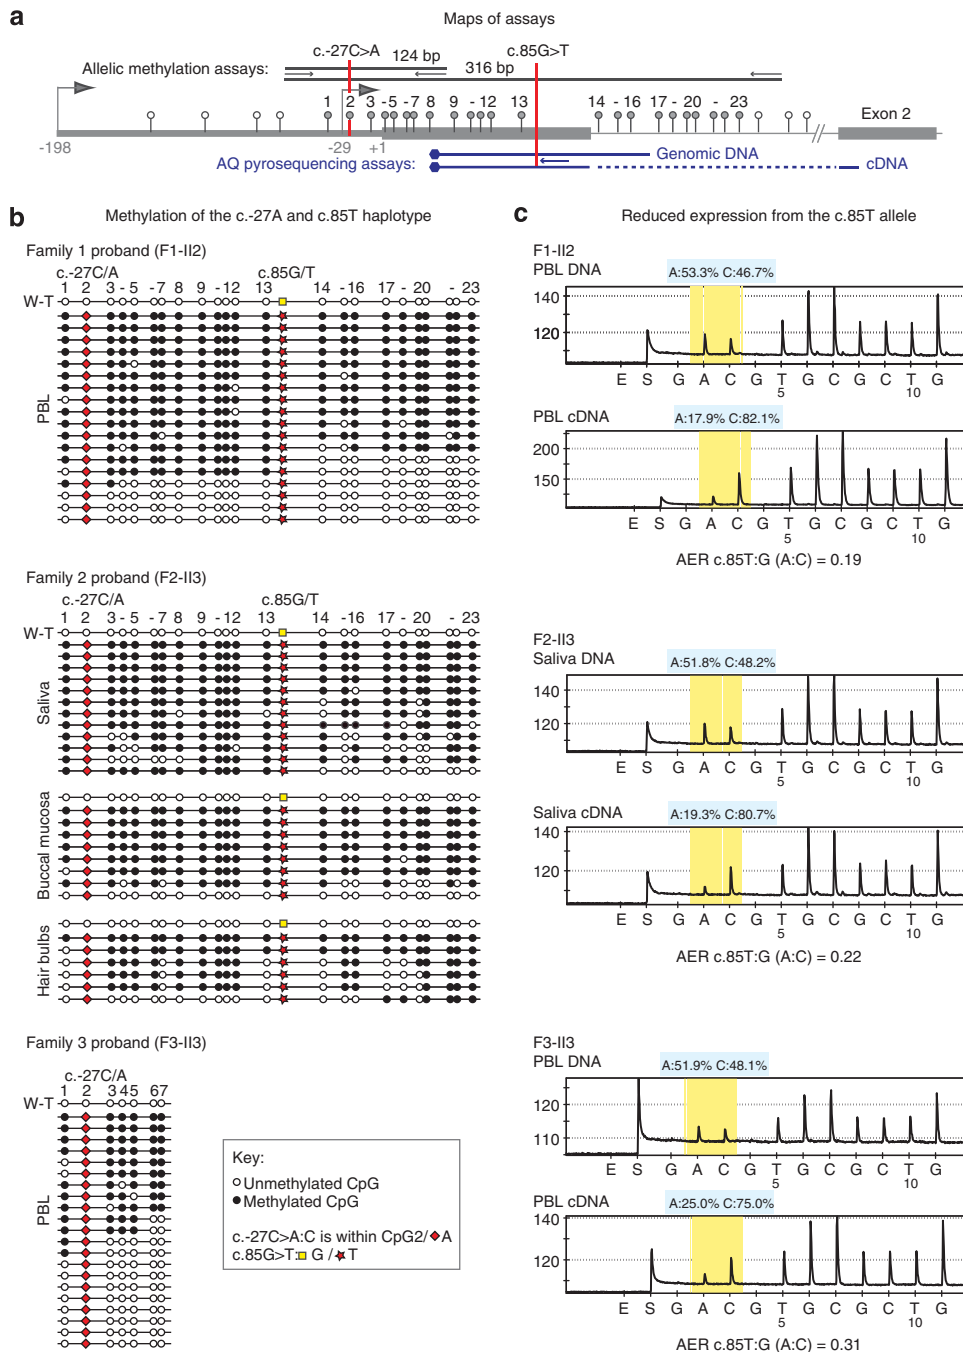 a
Maps of assays
c.-27C>A
124 bp
c.85G>T
Allelic methylation assays:
316 bp
1 2 3 - 5 - 7 8 9 - 12 13 14 - 16 17 - 20 - 23
Exon 2
-198
-29
+1
Genomic DNA
AQ pyrosequencing assays:
cDNA
b
Methylation of the c.-27A and c.85T haplotype
Family 1 proband (F1-II2)
c.-27C/A
c.85G/T
1 2 3 - 5 - 7 8 9 - 12 13 14 - 16 17 - 20 - 23
W-T
PBL
Family 2 proband (F2-II3)
c.-27C/A
c.85G/T
1 2 3 - 5 - 7 8 9 - 12 13 14 - 16 17 - 20 - 23
W-T
Saliva
Buccal mucosa
Hair bulbs
Family 3 proband (F3-II3)
c.-27C/A
1 2 3 4 5 6 7
W-T
PBL
Key:
Unmethylated CpG
Methylated CpG
c.-27C>A:C is within CpG2/ A
c.85G>T: G / T
c
Reduced expression from the c.85T allele
F1-II2
PBL DNA
A:53.3% C:46.7%
140
120
E S G A C G T G C G C T G
5 10
PBL cDNA
A:17.9% C:82.1%
200
150
E S G A C G T G C G C T G
5 10
AER c.85T:G (A:C) = 0.19
F2-II3
Saliva DNA
A:51.8% C:48.2%
140
120
E S G A C G T G C G C T G
5 10
Saliva cDNA
A:19.3% C:80.7%
140
120
E S G A C G T G C G C T G
5 10
AER c.85T:G (A:C) = 0.22
F3-II3
PBL DNA
A:51.9% C:48.1%
120
110
E S G A C G T G C G C T G
5 10
PBL cDNA
A:25.0% C:75.0%
140
120
E S G A C G T G C G C T G
5 10
AER c.85T:G (A:C) = 0.31